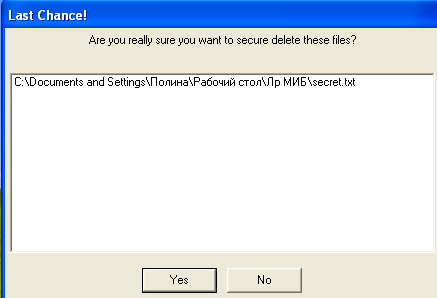 Last Chance!
Are you really sure you want to secure delete these files?
C:\Documents and Settings\Полина\Рабочий стол\Лр МИБ\secret.txt
Yes
No